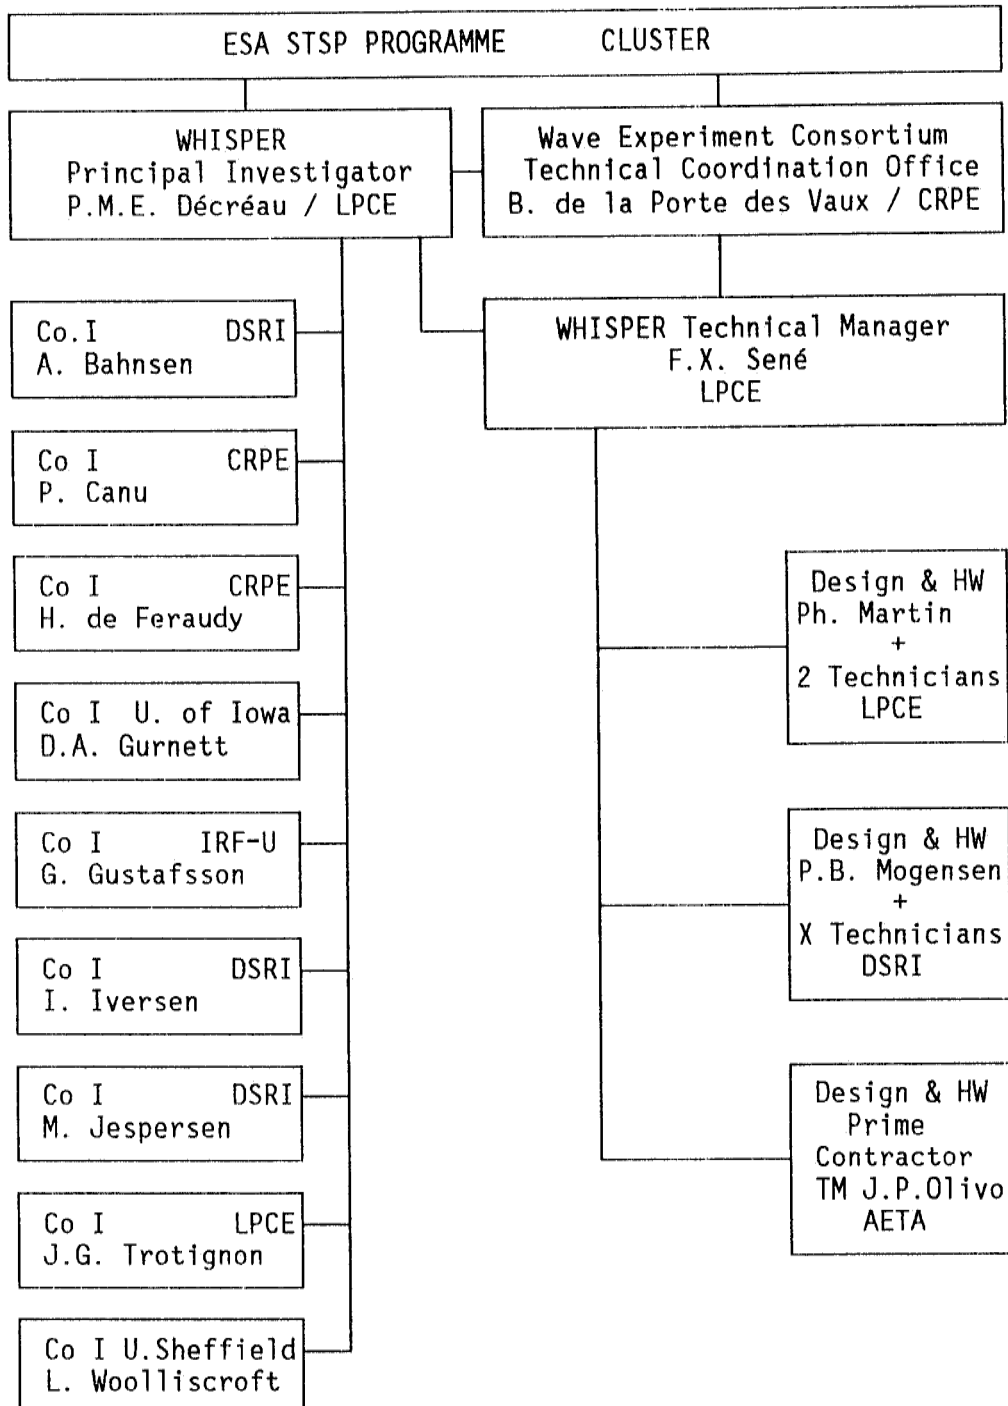 ESA STSP PROGRAMME CLUSTER
WHISPER
Principal Investigator
P.M.E. Décréau / LPCE
Wave Experiment Consortium
Technical Coordination Office
B. de la Porte des Vaux / CRPE
WHISPER Technical Manager
F.X. Sené
LPCE
Co.I DSRI
A. Bahnsen
Co I CRPE
P. Canu
Co I CRPE
H. de Feraudy
Co I U. of Iowa
D.A. Gurnett
Co I IRF-U
G. Gustafsson
Co I DSRI
I. Iversen
Co I DSRI
M. Jespersen
Co I LPCE
J.G. Trotignon
Co I U.Sheffield
L. Woolliscroft
Design & HW
Ph. Martin
+
2 Technicians
LPCE
Design & HW
P.B. Mogensen
+
X Technicians
DSRI
Design & HW
Prime
Contractor
TM J.P.Olivo
AETA